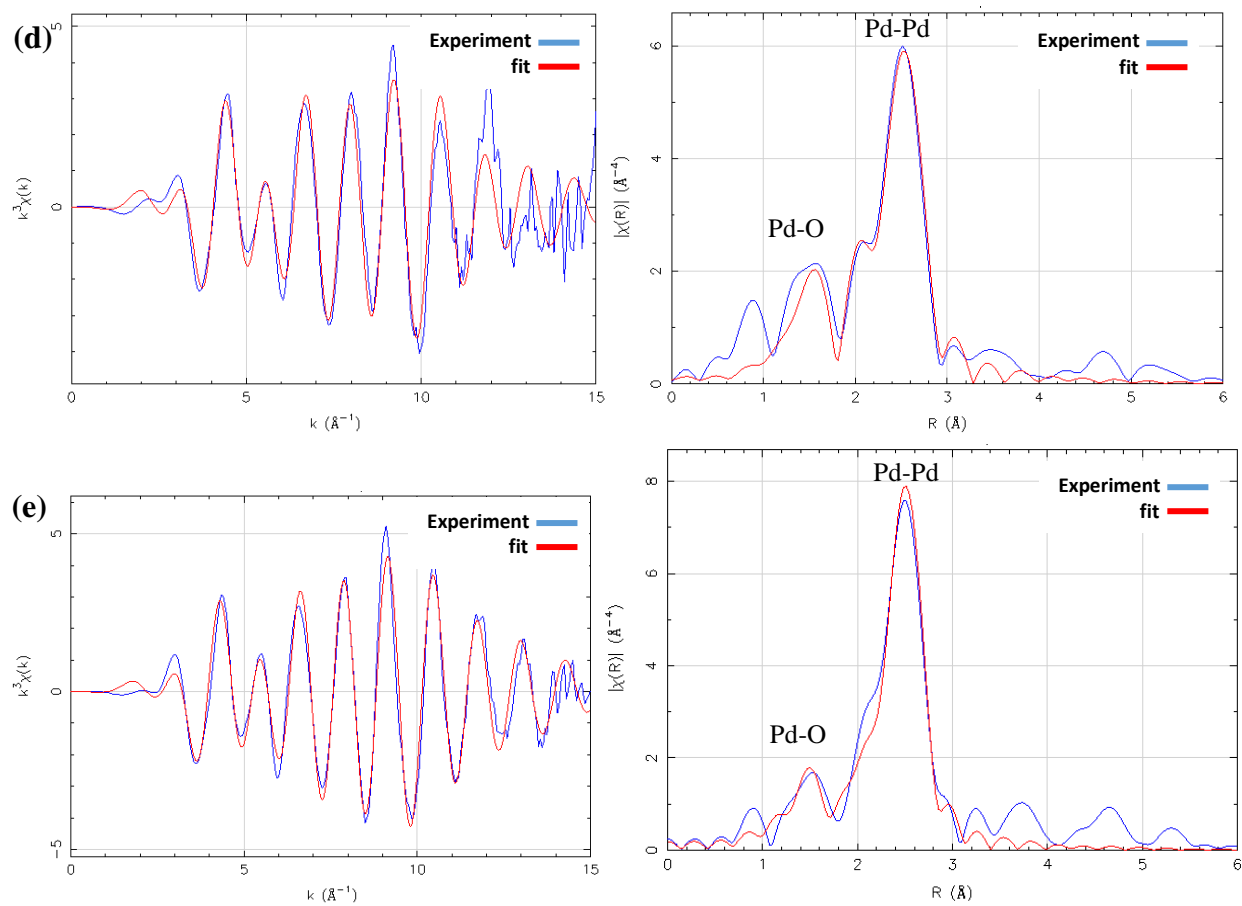 (d)
Experiment
fit
5
0
k³χ(k)
0
5
10
15
k (Å⁻¹)
Pd-Pd
Experiment
fit
Pd-O
6
4
2
0
|χ(R)| (Å⁻⁴)
0
1
2
3
4
5
6
R (Å)
(e)
Experiment
fit
5
0
−5
k³χ(k)
0
5
10
15
k (Å⁻¹)
Pd-Pd
Experiment
fit
Pd-O
8
6
4
2
0
|χ(R)| (Å⁻⁴)
0
1
2
3
4
5
6
R (Å)